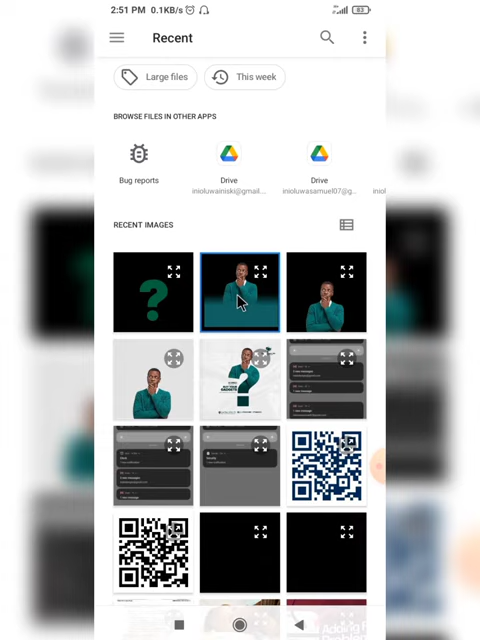 2:51 PM 0.1KB/s
83
Recent
Large files
This week
BROWSE FILES IN OTHER APPS
Bug reports
Drive
inioluwainiski@gmail...
Drive
inioluwasamuel07@g...
RECENT IMAGES
?
?